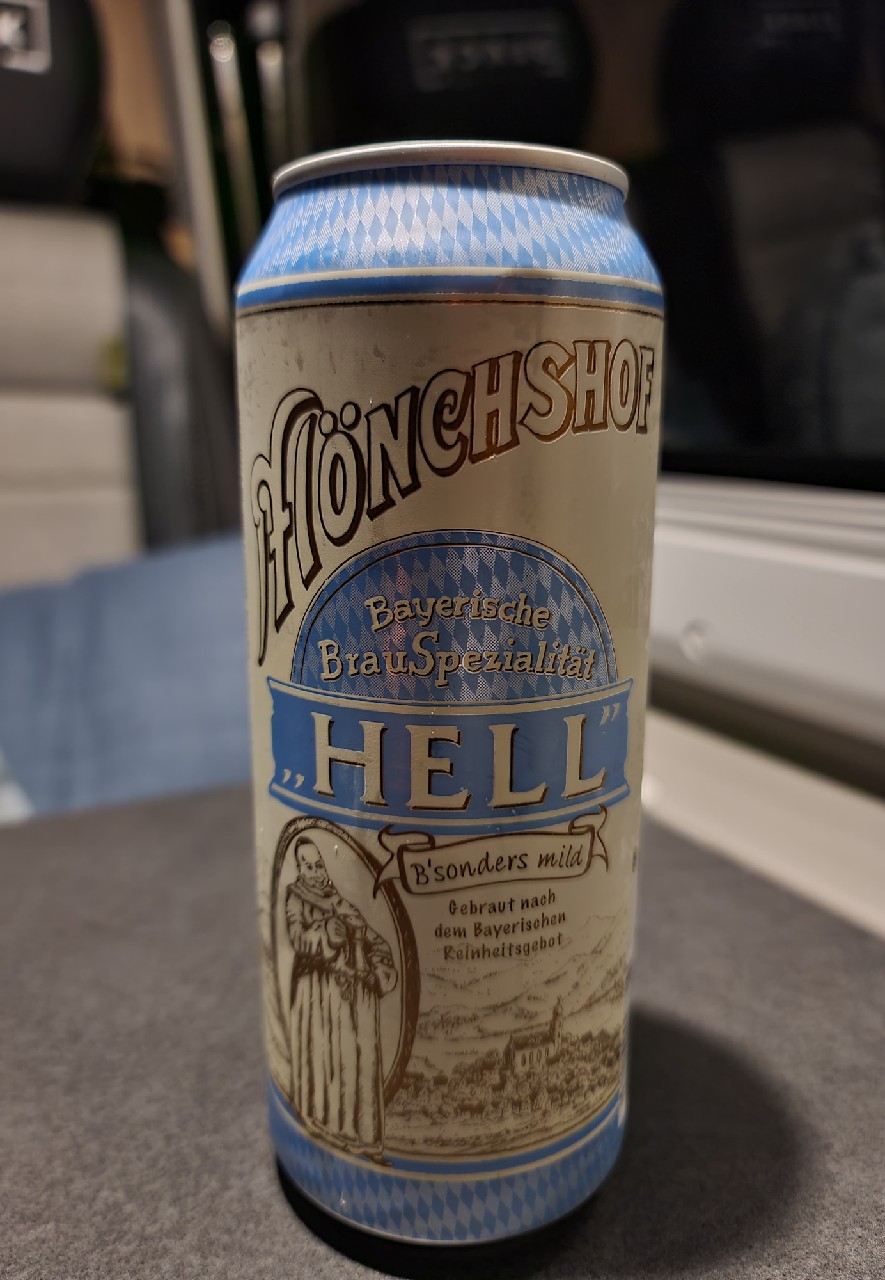 MÖNCHSHOF
Bayerische
BrauSpezialität
„HELL”
B'sonders mild
Gebraut nach
dem Bayerischen
Reinheitsgebot